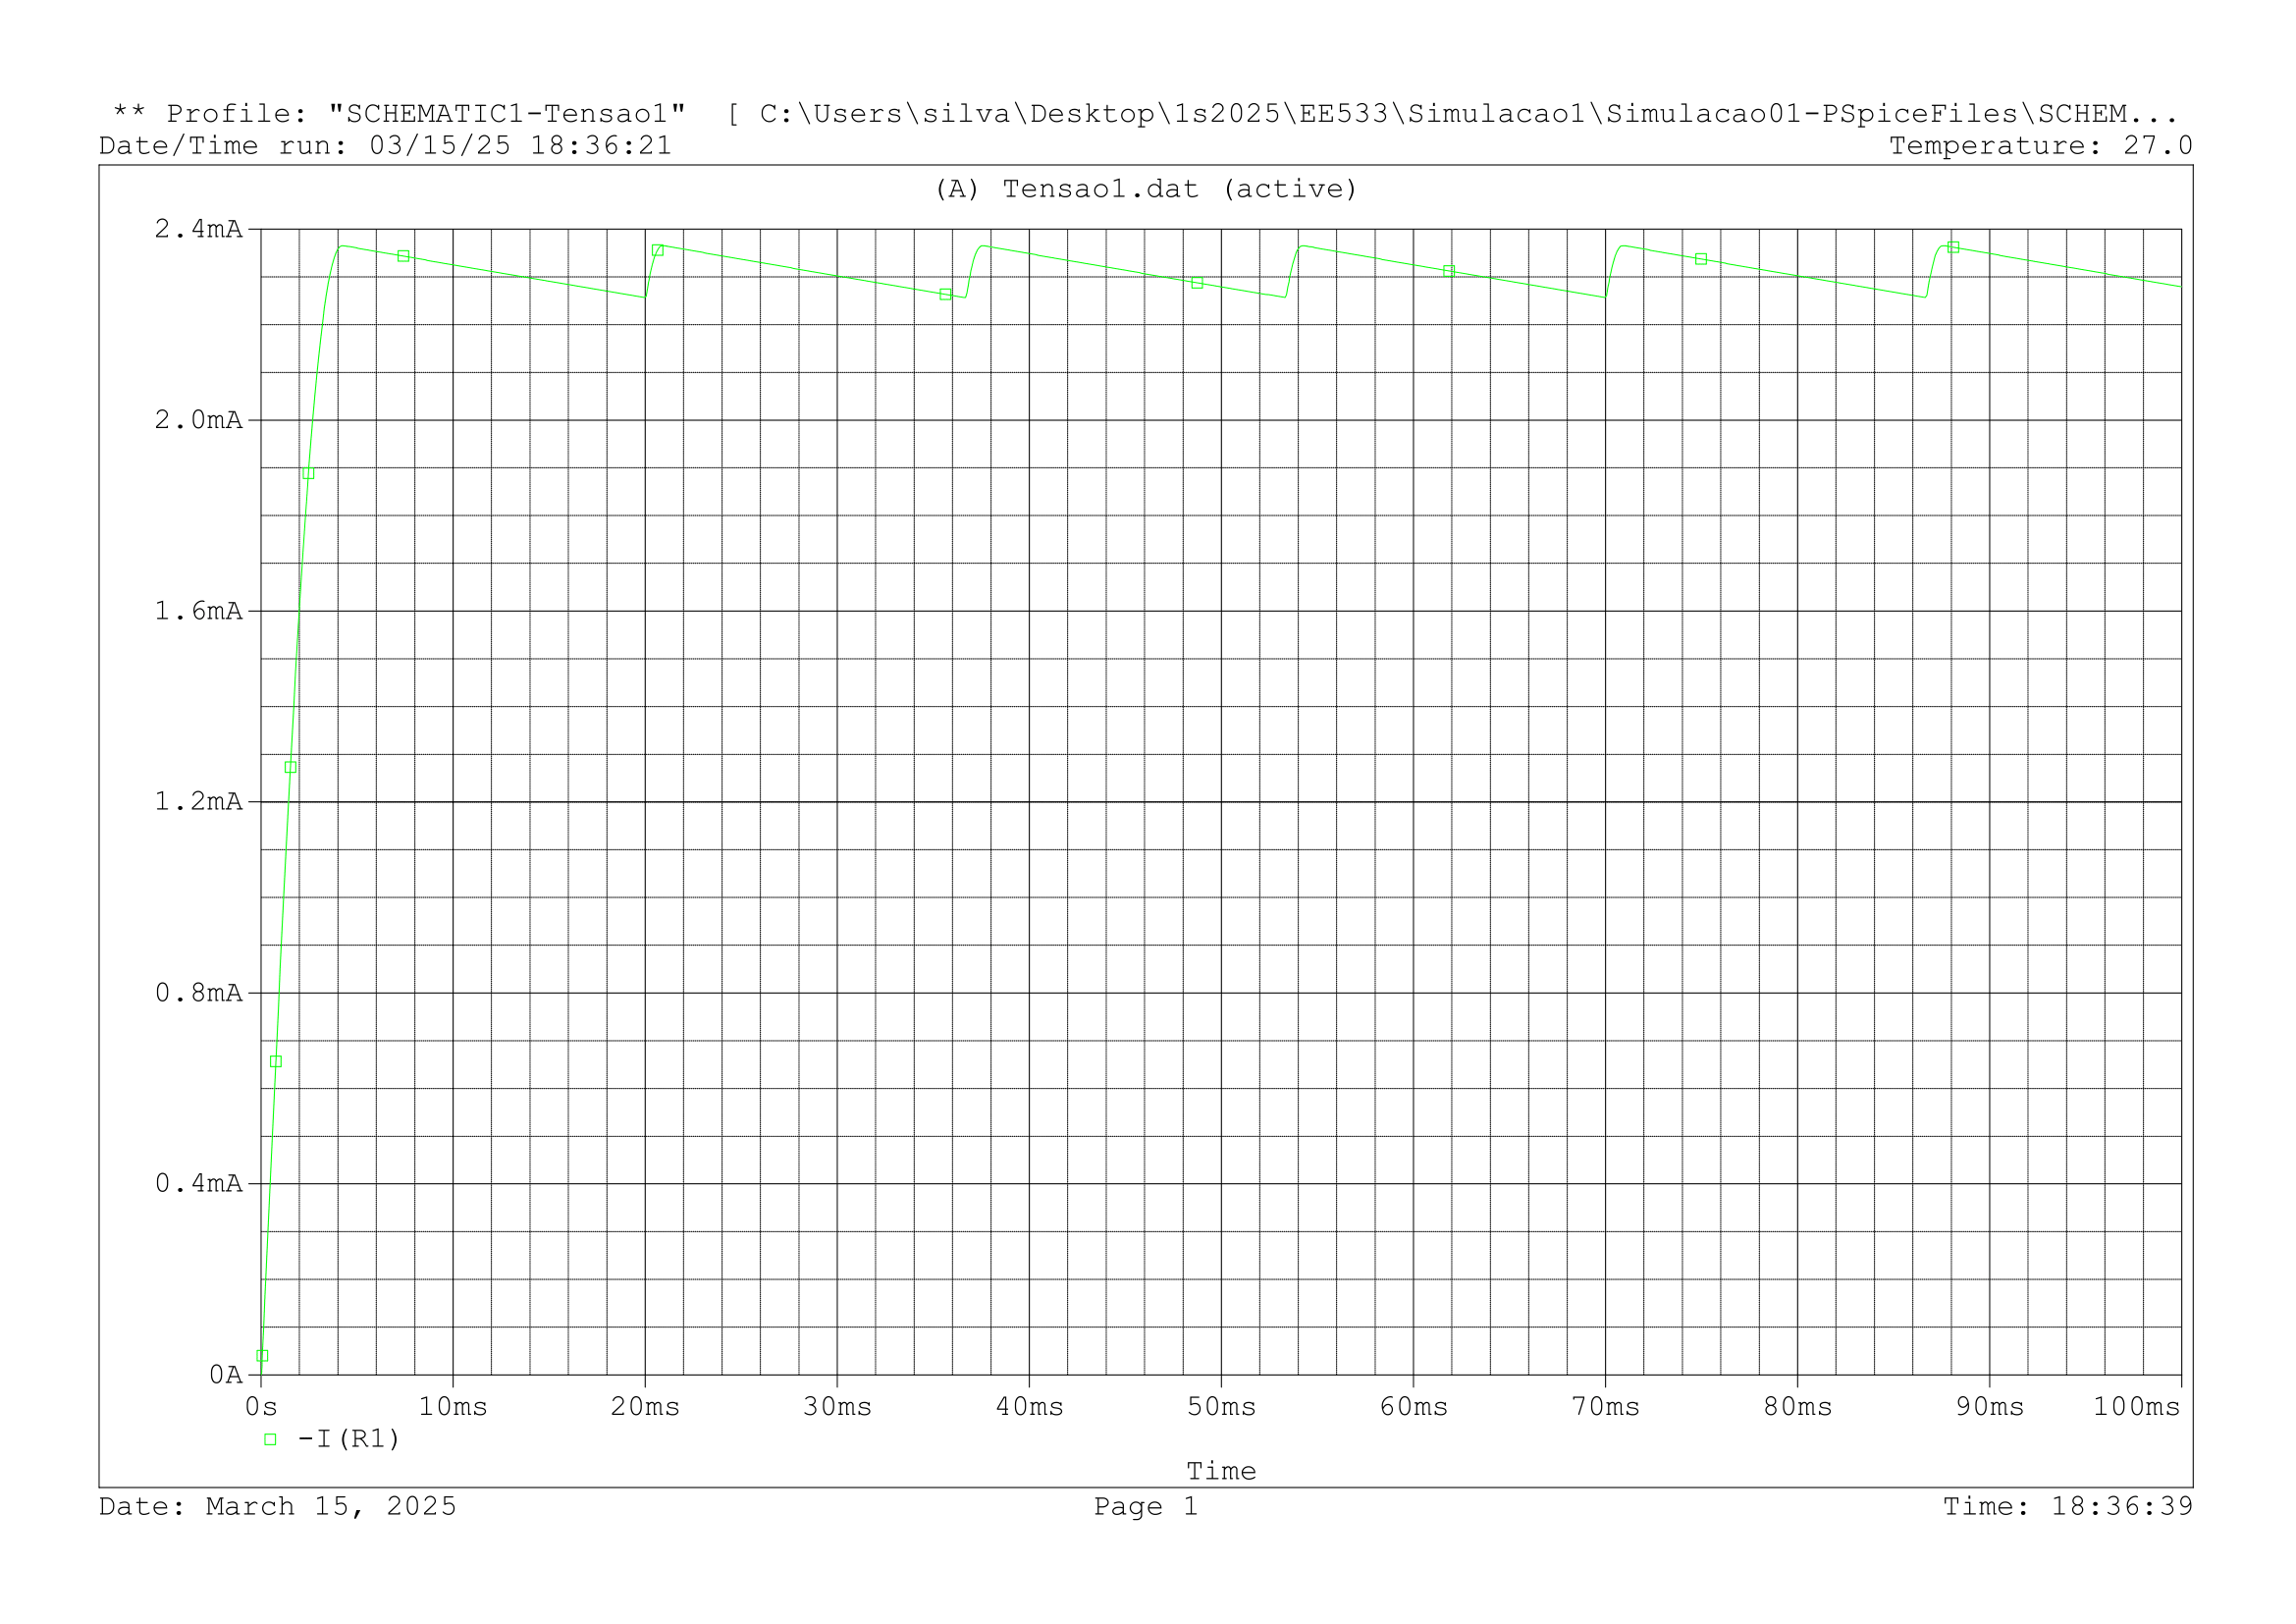 ** Profile: "SCHEMATIC1-Tensao1"  [ C:\Users\silva\Desktop\1s2025\EE533\Simulacao1\Simulacao01-PSpiceFiles\SCHEM...
Date/Time run: 03/15/25 18:36:21 Temperature: 27.0
(A) Tensao1.dat (active)
2.4mA
2.0mA
1.6mA
1.2mA
0.8mA
0.4mA
0A
0s 10ms 20ms 30ms 40ms 50ms 60ms 70ms 80ms 90ms 100ms
-I(R1)
Time
Date: March 15, 2025 Page 1 Time: 18:36:39